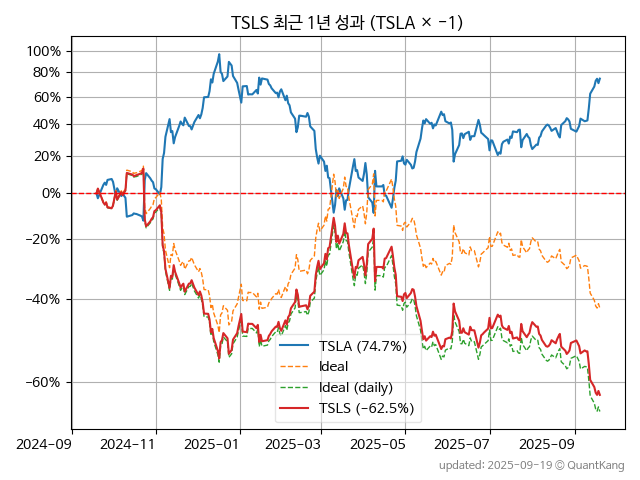 TSLS 최근 1년 성과 (TSLA × −1)
100%
80%
60%
40%
20%
0%
−20%
−40%
−60%
TSLA (74.7%)
Ideal
Ideal (daily)
TSLS (−62.5%)
2024-09 2024-11 2025-01 2025-03 2025-05 2025-07 2025-09
updated: 2025-09-19 © QuantKang